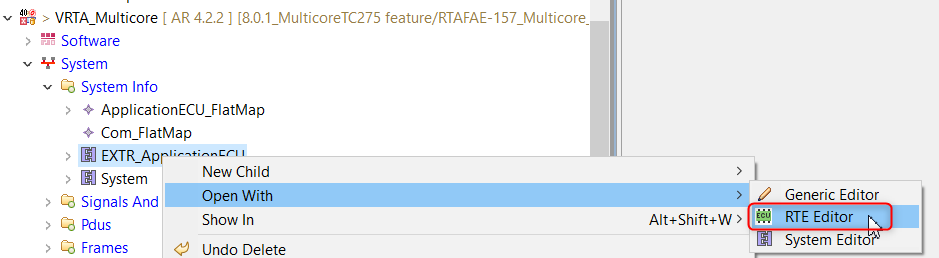 > VRTA_Multicore [ AR 4.2.2 ] [8.0.1_MulticoreTC275 feature/RTAFAE-157_Multicore_
Software
System
System Info
ApplicationECU_FlatMap
Com_FlatMap
EXTR_ApplicationECU
System
Signals And
Pdus
Frames
New Child
Open With
Show In Alt+Shift+W
Undo Delete
Generic Editor
RTE Editor
System Editor